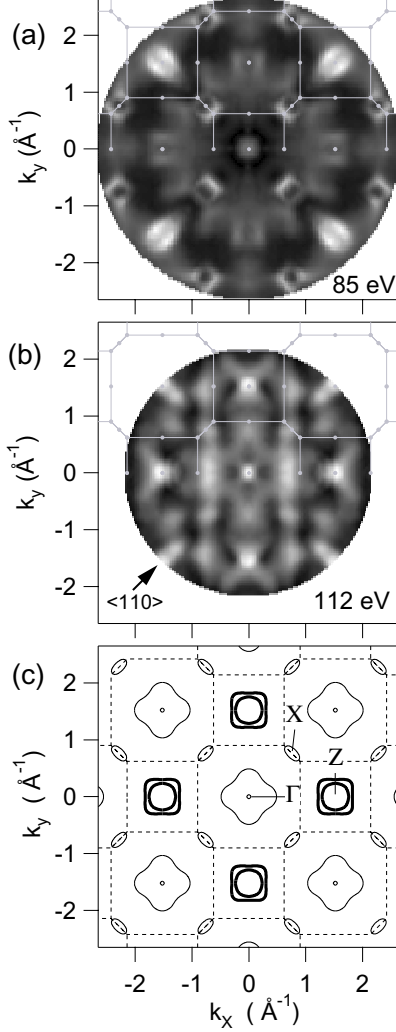 (a)
2
1
0
-1
-2
k_y (Å⁻¹)
85 eV
(b)
2
1
0
-1
-2
k_y (Å⁻¹)
<110>
112 eV
(c)
2
1
0
-1
-2
k_y (Å⁻¹)
X
Z
Γ
-2 -1 0 1 2
k_X (Å⁻¹)